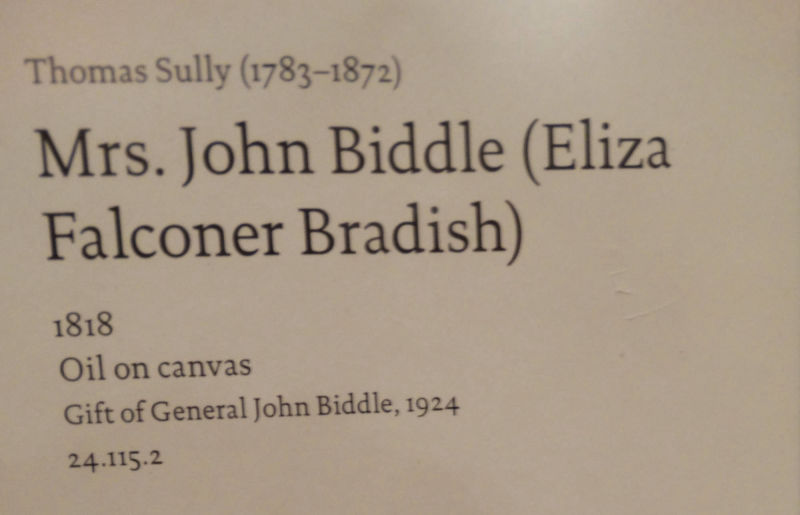 Thomas Sully (1783–1872)
Mrs. John Biddle (Eliza
Falconer Bradish)
1818
Oil on canvas
Gift of General John Biddle, 1924
24.115.2